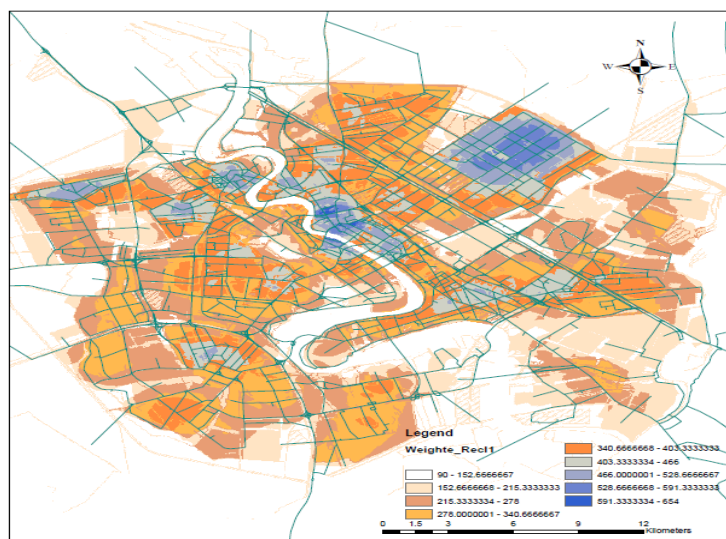 N
W E
S
Legend
Weighte_Recl1
90 - 152.6666667
152.6666668 - 215.3333333
215.3333334 - 278
278.0000001 - 340.6666667
340.6666668 - 403.3333333
403.3333334 - 466
466.0000001 - 528.6666667
528.6666668 - 591.3333333
591.3333334 - 654
0 1.5 3 6 9 12
Kilometers